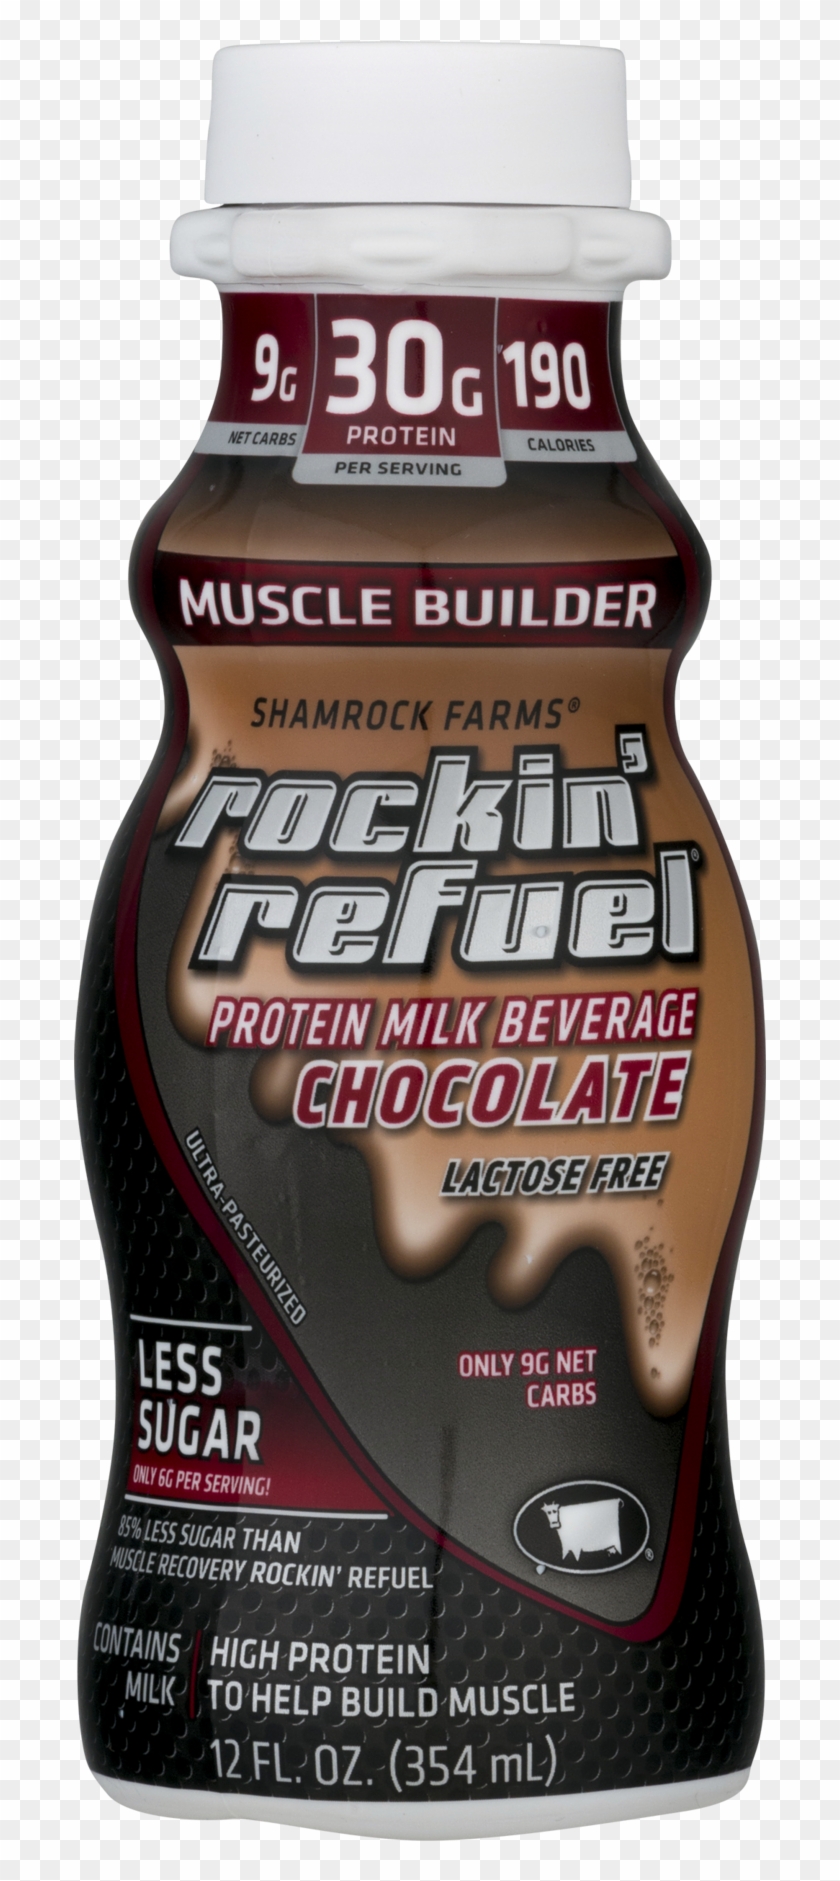 9G
NET CARBS
30G
PROTEIN
PER SERVING
190
CALORIES
MUSCLE BUILDER
SHAMROCK FARMS®
rockin'
refuel®
PROTEIN MILK BEVERAGE
CHOCOLATE
LACTOSE FREE
ULTRA-PASTEURIZED
LESS
SUGAR
ONLY 6G PER SERVING!
ONLY 9G NET
CARBS
85% LESS SUGAR THAN
MUSCLE RECOVERY ROCKIN' REFUEL
®
CONTAINS
MILK
HIGH PROTEIN
TO HELP BUILD MUSCLE
12 FL. OZ. (354 mL)